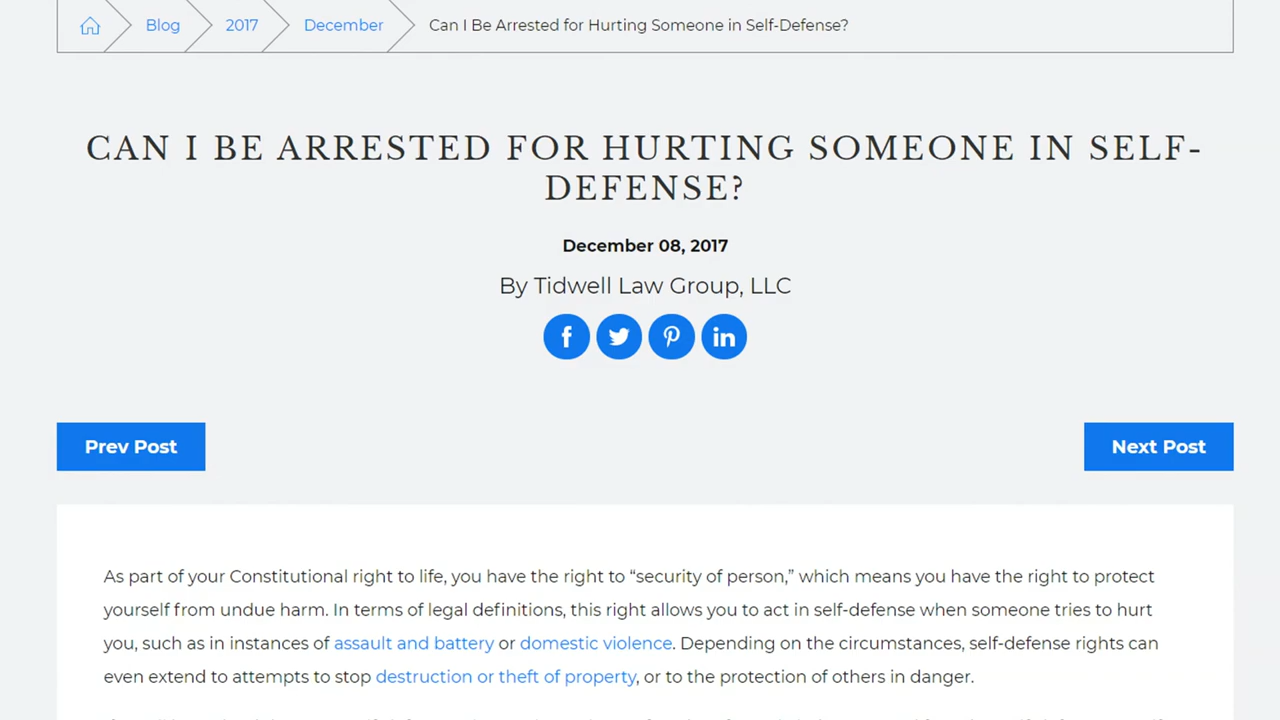 Blog 2017 December Can I Be Arrested for Hurting Someone in Self-Defense?
CAN I BE ARRESTED FOR HURTING SOMEONE IN SELF-
DEFENSE?
December 08, 2017
By Tidwell Law Group, LLC
Prev Post Next Post
As part of your Constitutional right to life, you have the right to “security of person,” which means you have the right to protect
yourself from undue harm. In terms of legal definitions, this right allows you to act in self-defense when someone tries to hurt
you, such as in instances of assault and battery or domestic violence. Depending on the circumstances, self-defense rights can
even extend to attempts to stop destruction or theft of property, or to the protection of others in danger.